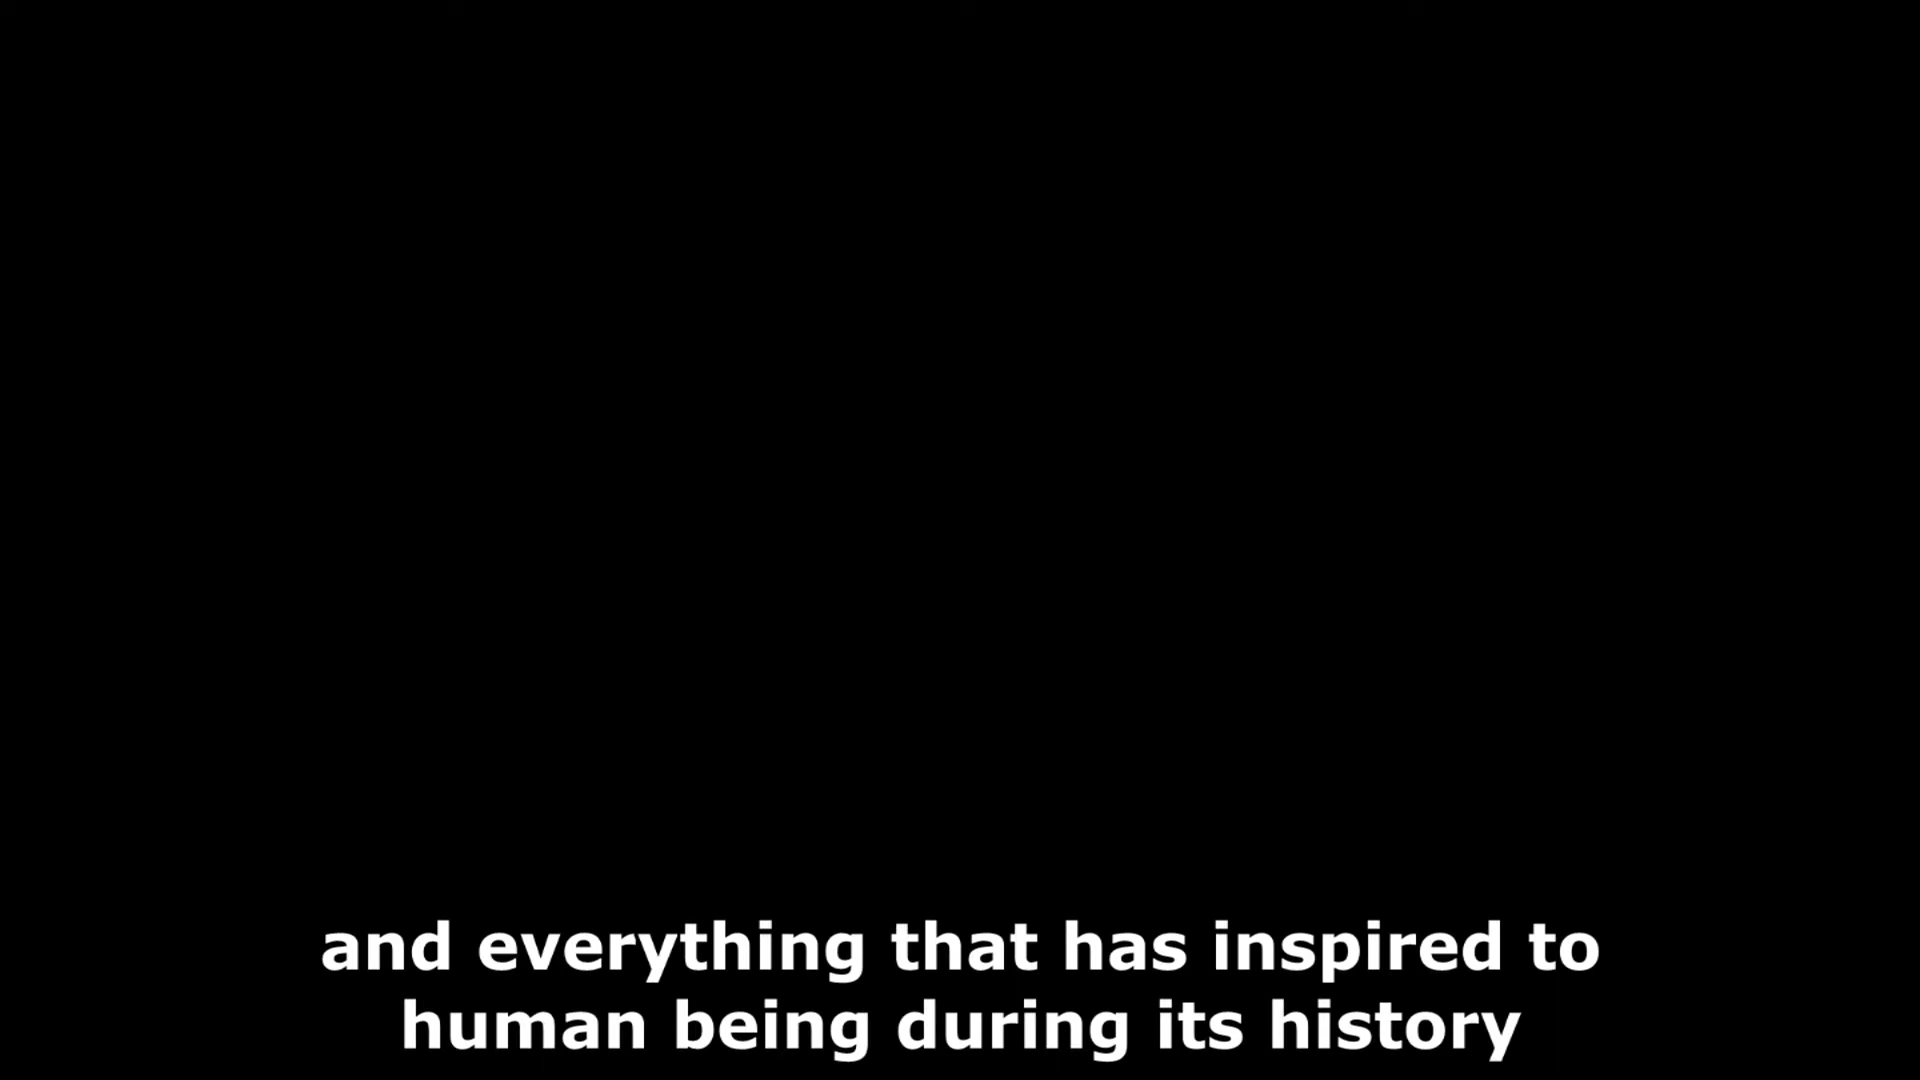 and everything that has inspired to
human being during its history